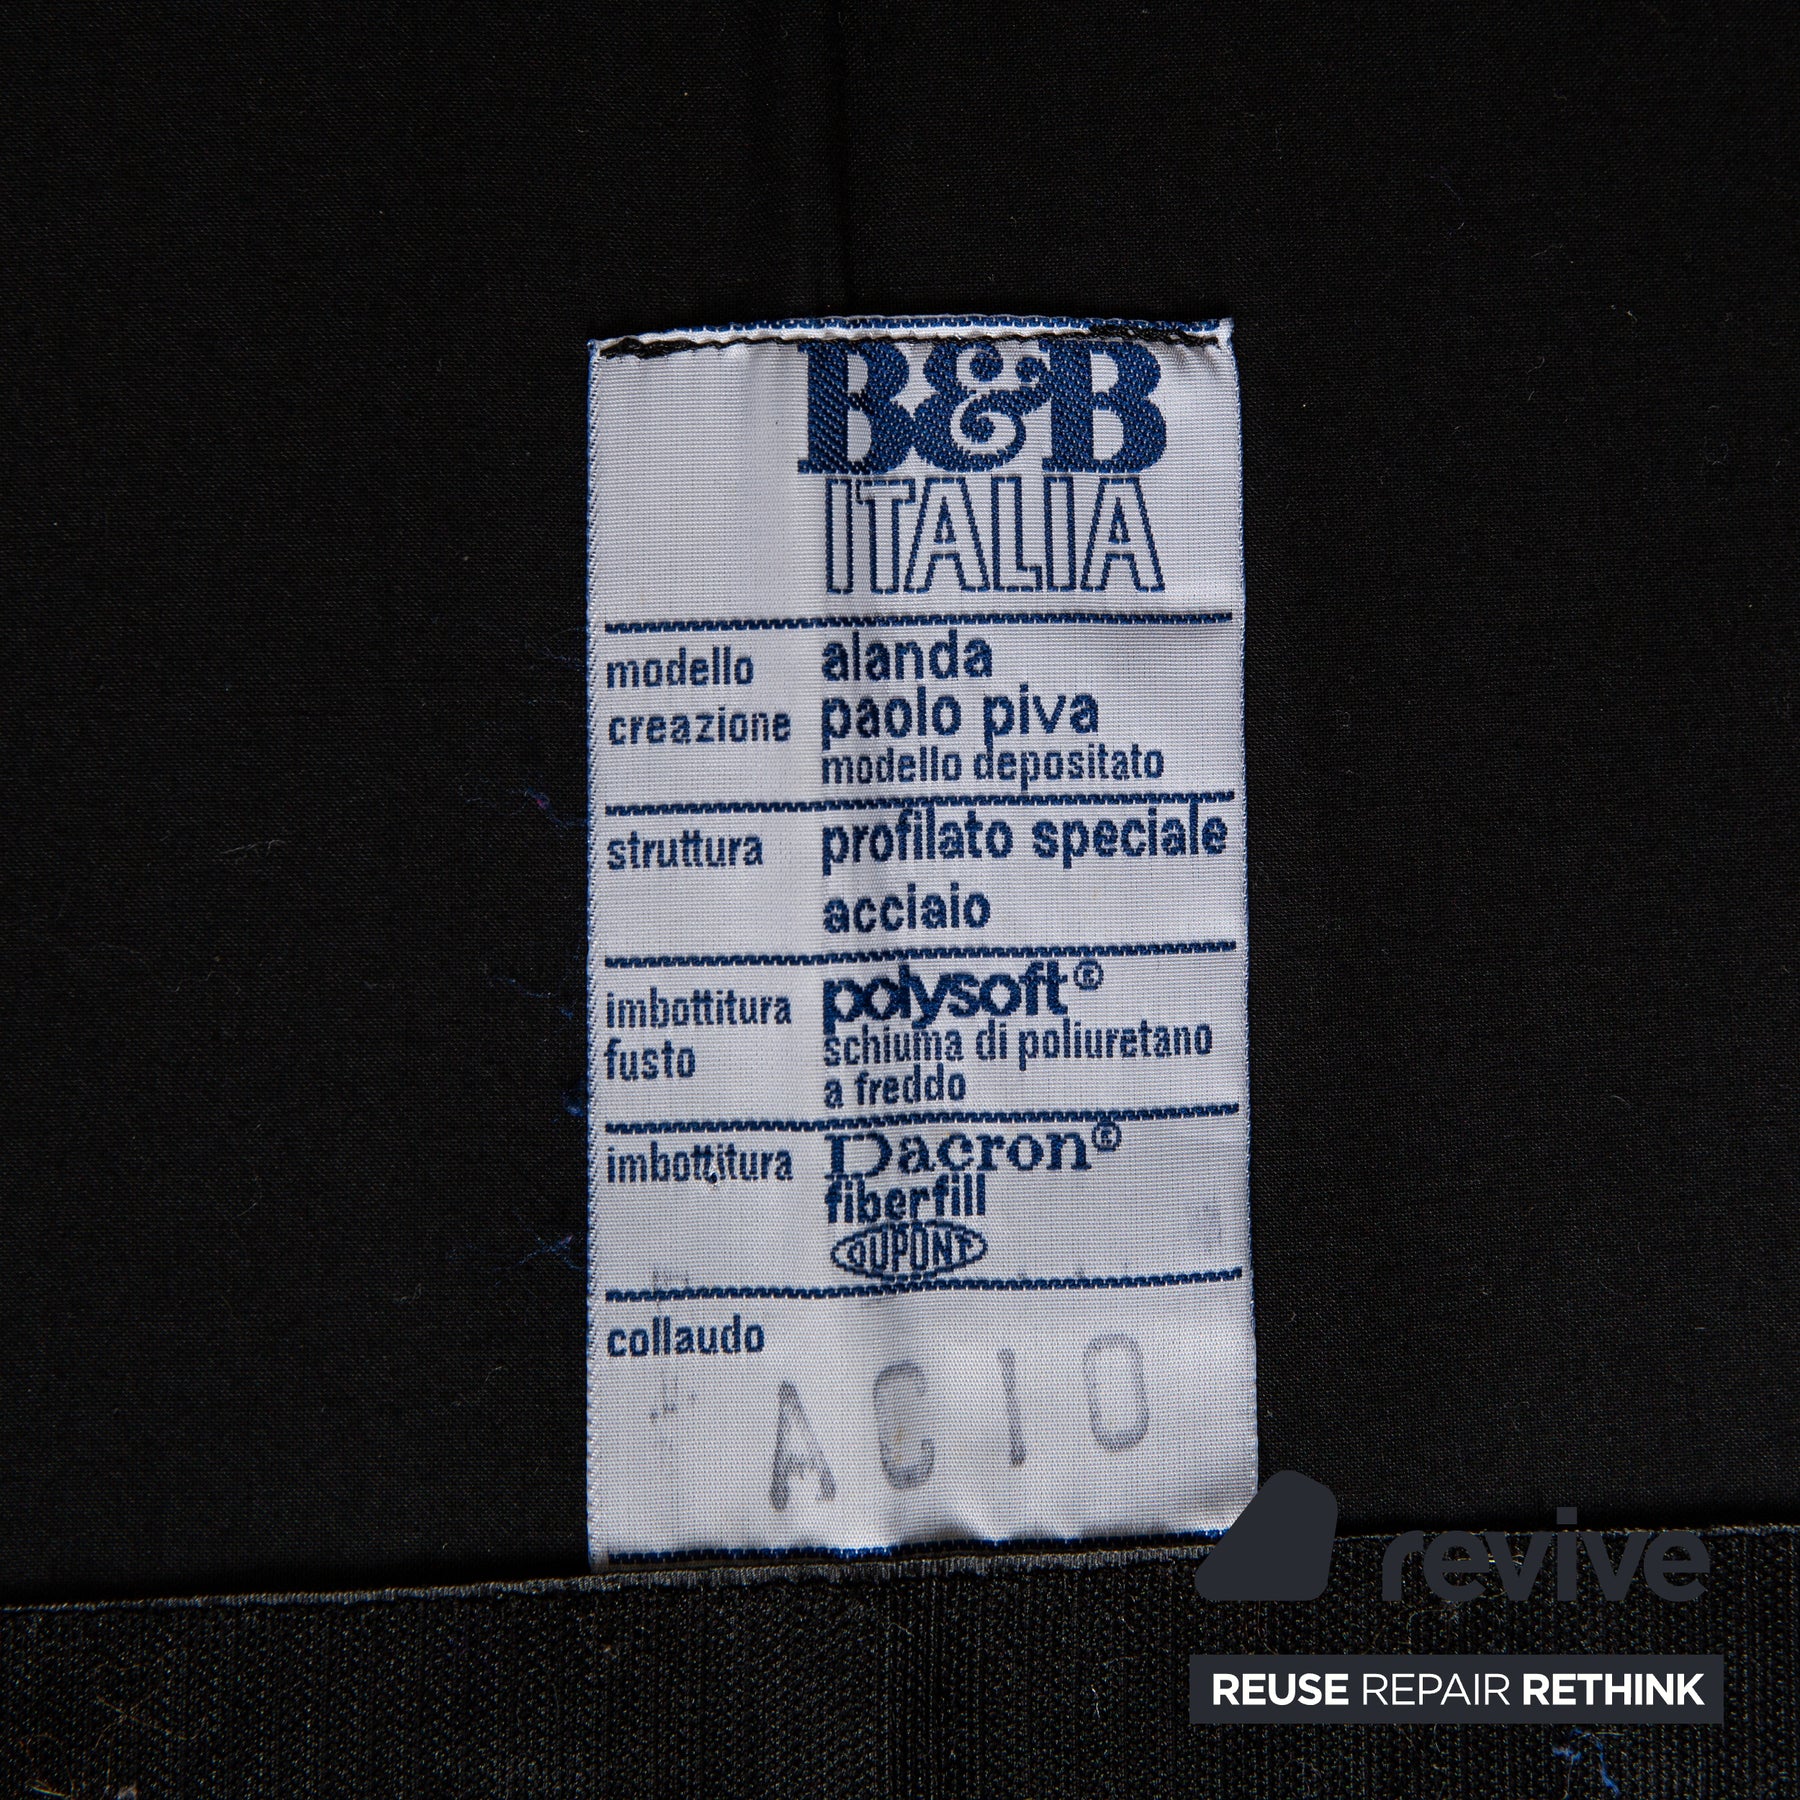 B&B
ITALIA
modello alanda
creazione paolo piva
modello depositato
struttura profilato speciale
acciaio
imbottitura polysoft®
fusto schiuma di poliuretano
a freddo
imbottitura Dacron®
fiberfill
DUPONT
collaudo
AC10
revive
REUSE REPAIR RETHINK